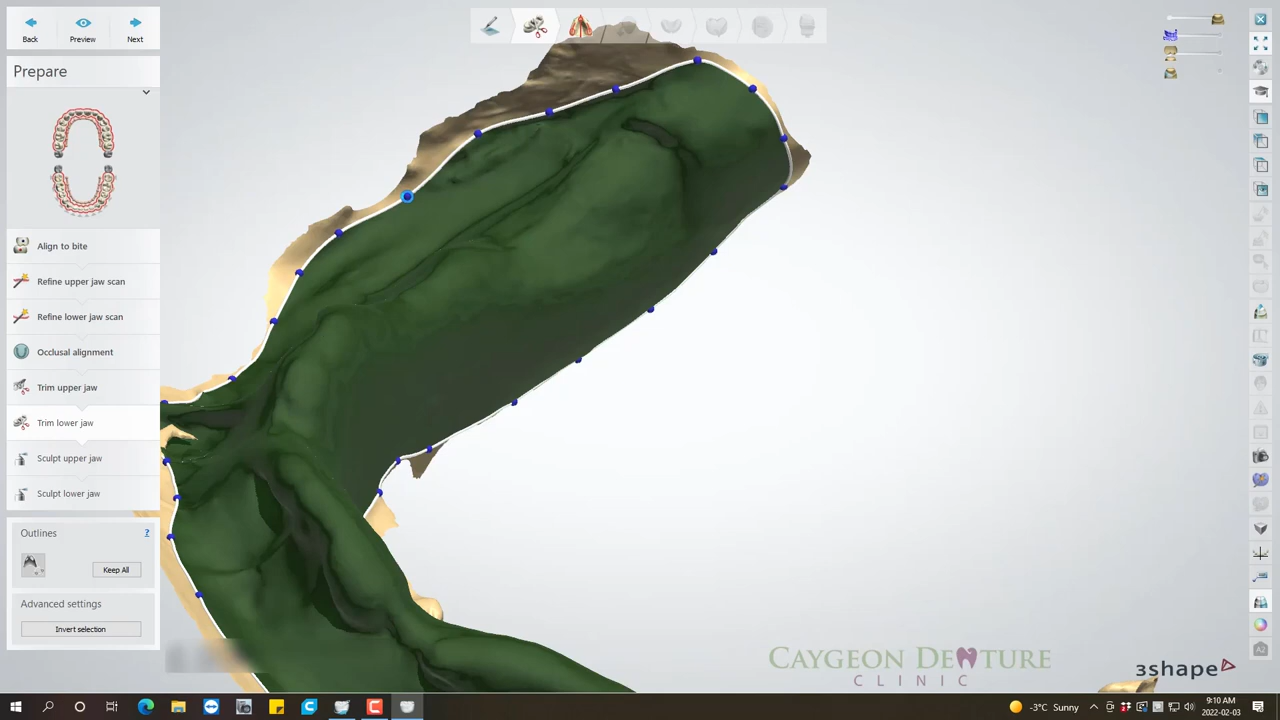 Back
Preview
Next
Prepare
Align to bite
Refine upper jaw scan
Refine lower jaw scan
Occlusal alignment
Trim upper jaw
Trim lower jaw
Sculpt upper jaw
Sculpt lower jaw
Outlines
?
Keep All
Advanced settings
Invert selection
A2
CAYGEON DENTURE
CLINIC
3shape
-3°C Sunny
9:10 AM
2022-02-03